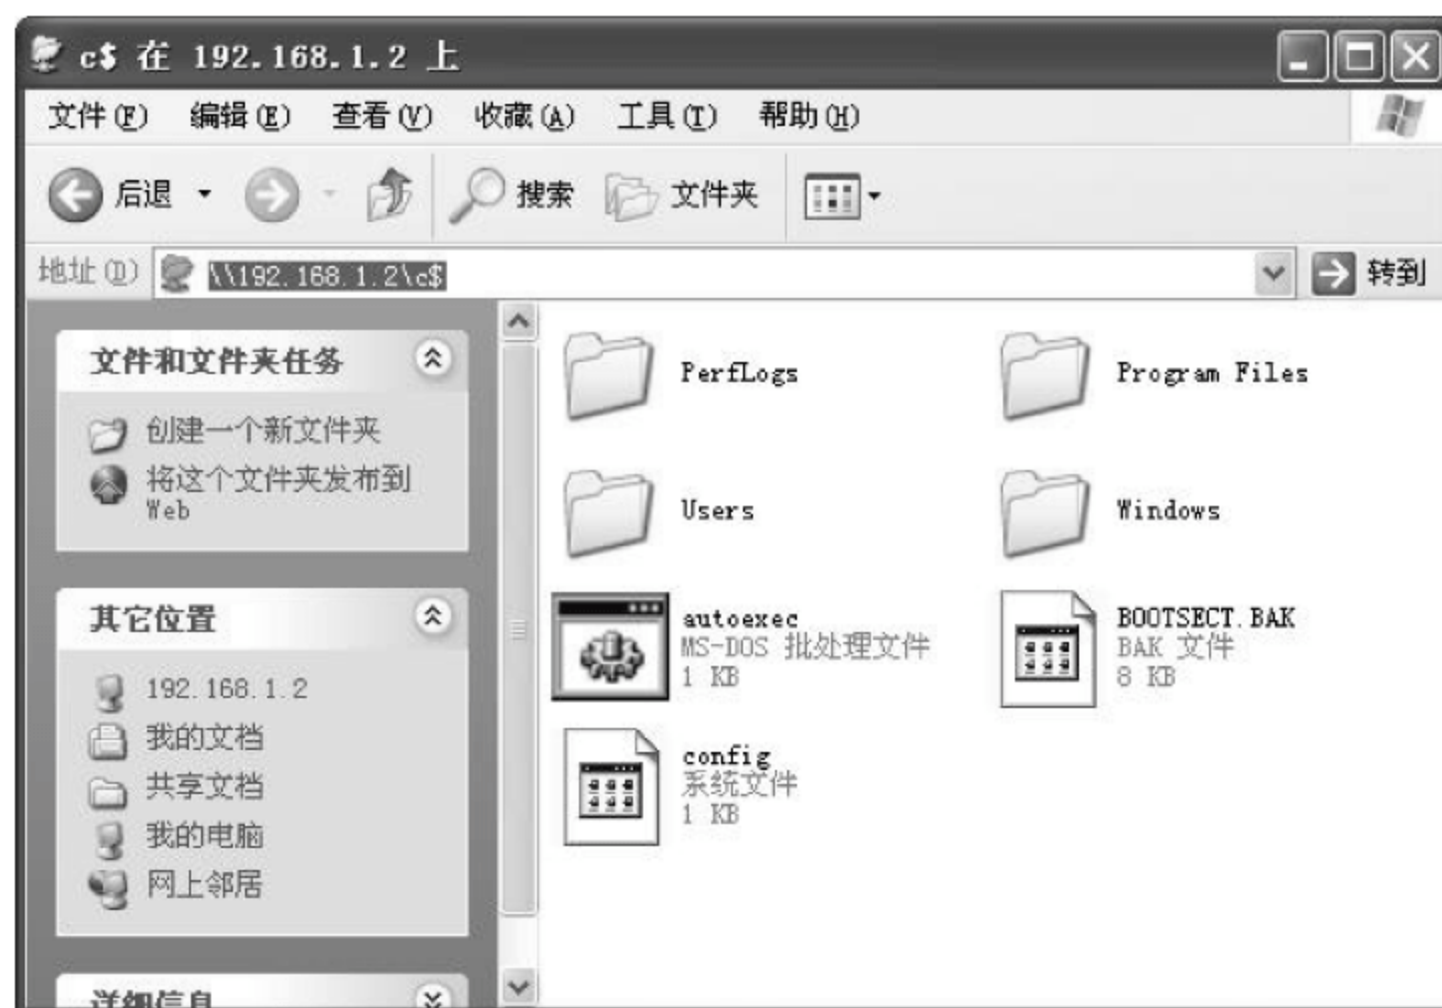 c$ 在 192.168.1.2 上
文件(F) 编辑(E) 查看(V) 收藏(A) 工具(T) 帮助(H)
后退 搜索 文件夹
地址(D) \\192.168.1.2\c$ 转到
文件和文件夹任务
创建一个新文件夹
将这个文件夹发布到
Web
其它位置
192.168.1.2
我的文档
共享文档
我的电脑
网上邻居
详细信息
PerfLogs
Program Files
Users
Windows
autoexec
MS-DOS 批处理文件
1 KB
BOOTSECT.BAK
BAK 文件
8 KB
config
系统文件
1 KB